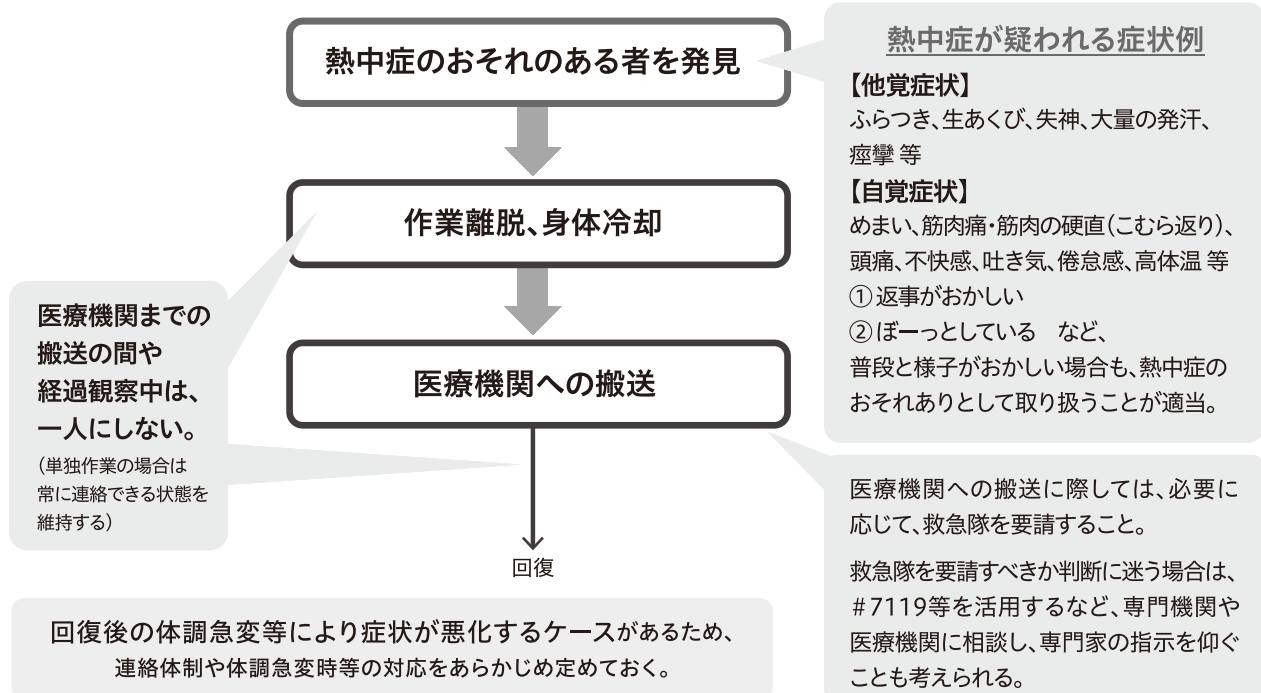 熱中症のおそれのある者を発見
熱中症が疑われる症状例
【他覚症状】
ふらつき、生あくび、失神、大量の発汗、
痙攣 等
【自覚症状】
めまい、筋肉痛・筋肉の硬直(こむら返り)、
頭痛、不快感、吐き気、倦怠感、高体温 等
①返事がおかしい
②ぼーっとしている　など、
普段と様子がおかしい場合も、熱中症の
おそれありとして取り扱うことが適当。
作業離脱、身体冷却
医療機関までの
搬送の間や
経過観察中は、
一人にしない。
(単独作業の場合は
常に連絡できる状態を
維持する)
医療機関への搬送
医療機関への搬送に際しては、必要に
応じて、救急隊を要請すること。
救急隊を要請すべきか判断に迷う場合は、
#7119等を活用するなど、専門機関や
医療機関に相談し、専門家の指示を仰ぐ
ことも考えられる。
回復
回復後の体調急変等により症状が悪化するケースがあるため、
連絡体制や体調急変時等の対応をあらかじめ定めておく。